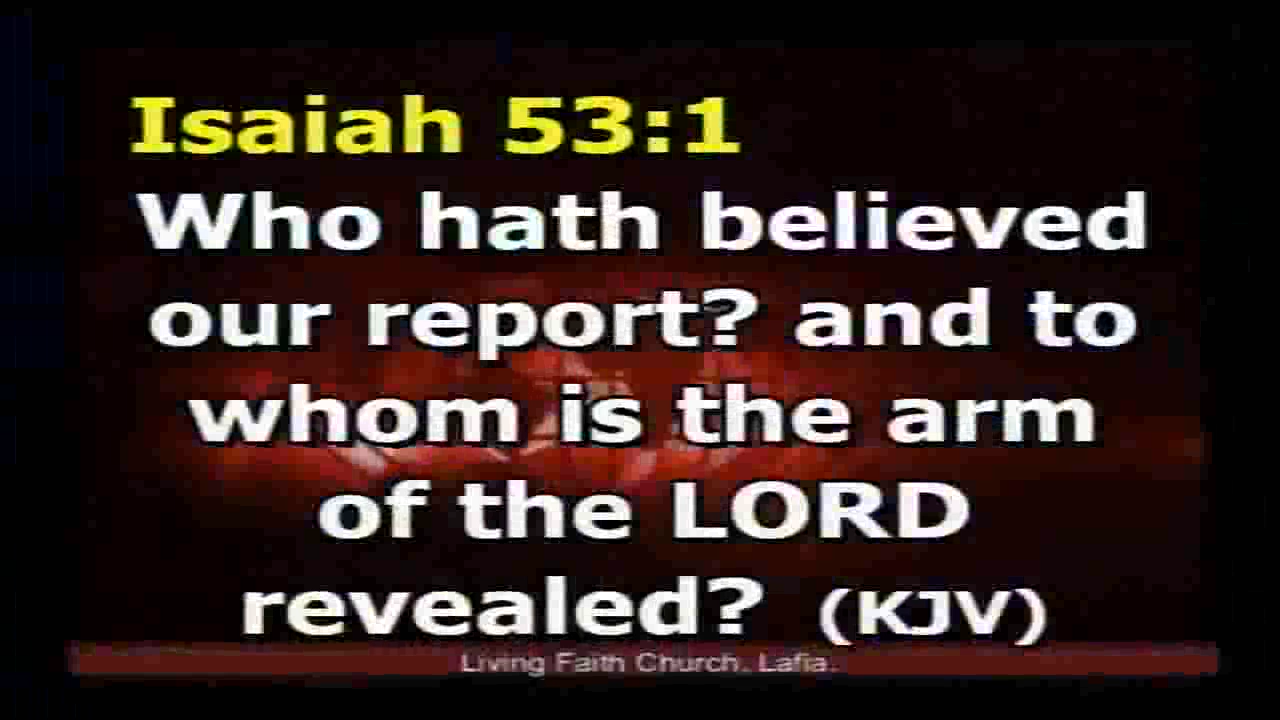 Isaiah 53:1
Who hath believed
our report? and to
whom is the arm
of the LORD
revealed? (KJV)
Living Faith Church. Lafia.